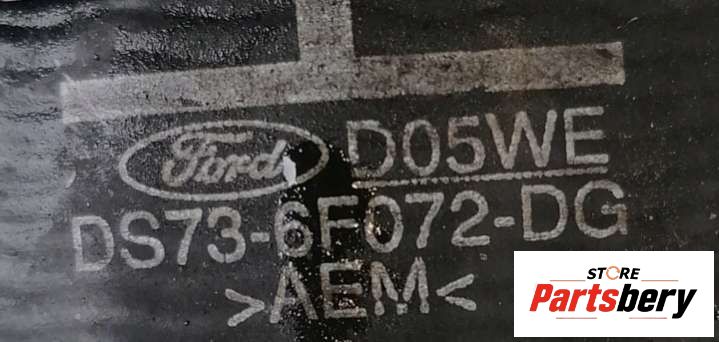 Ford D05WE
DS73-6F072-DG
>AEM<
STORE
Partsbery